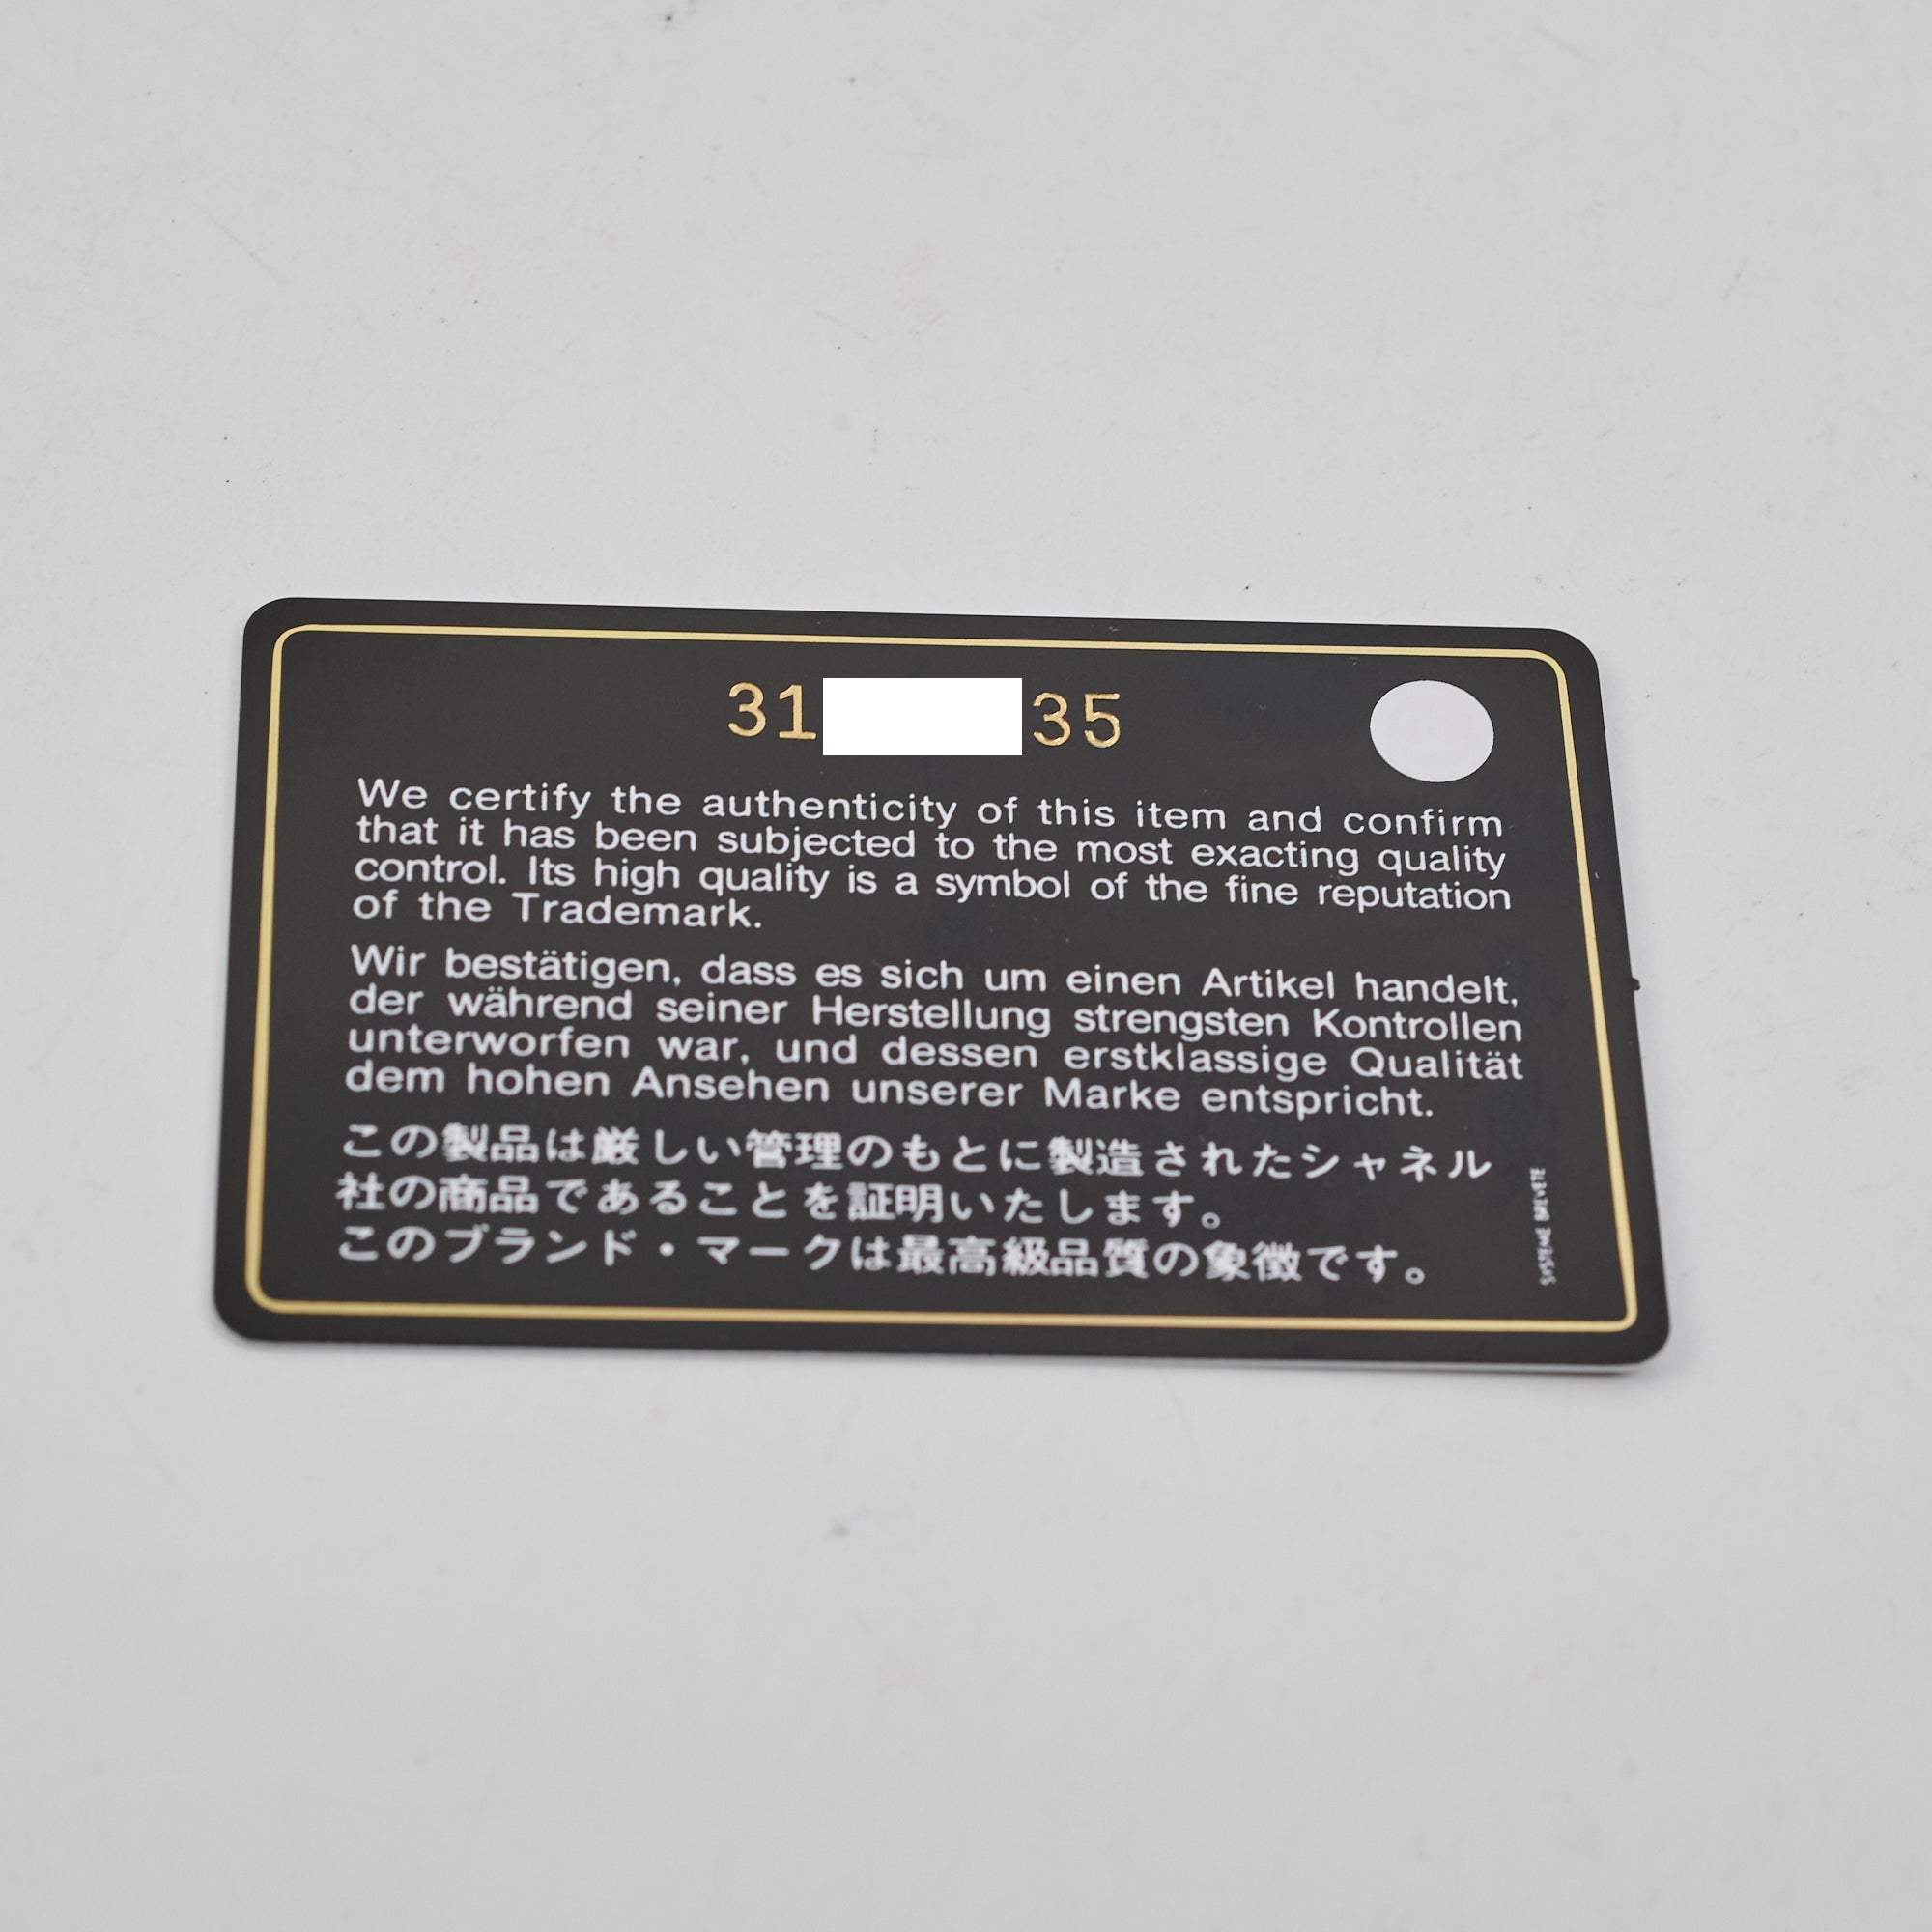 31 35
We certify the authenticity of this item and confirm
that it has been subjected to the most exacting quality
control. Its high quality is a symbol of the fine reputation
of the Trademark.
Wir bestätigen, dass es sich um einen Artikel handelt,
der während seiner Herstellung strengsten Kontrollen
unterworfen war, und dessen erstklassige Qualität
dem hohen Ansehen unserer Marke entspricht.
この製品は厳しい管理のもとに製造されたシャネル
社の商品であることを証明いたします。
このブランド・マークは最高級品質の象徴です。
SYSTEME BREVETE